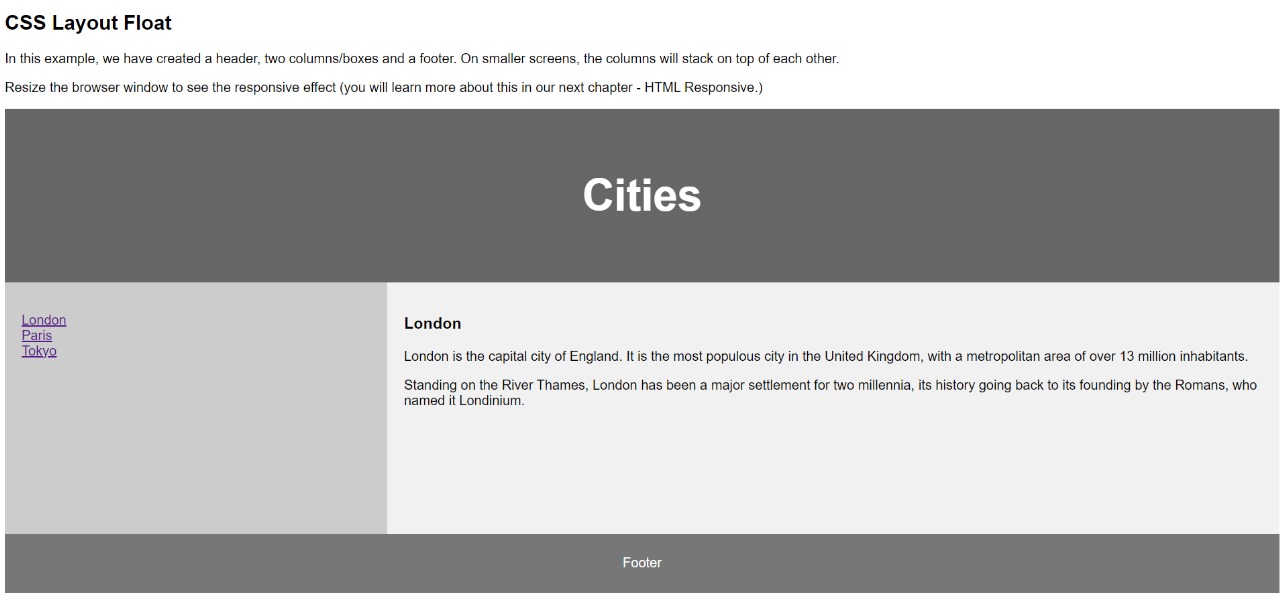 CSS Layout Float
In this example, we have created a header, two columns/boxes and a footer. On smaller screens, the columns will stack on top of each other.
Resize the browser window to see the responsive effect (you will learn more about this in our next chapter - HTML Responsive.)
Cities
London
Paris
Tokyo
London
London is the capital city of England. It is the most populous city in the United Kingdom, with a metropolitan area of over 13 million inhabitants.
Standing on the River Thames, London has been a major settlement for two millennia, its history going back to its founding by the Romans, who
named it Londinium.
Footer